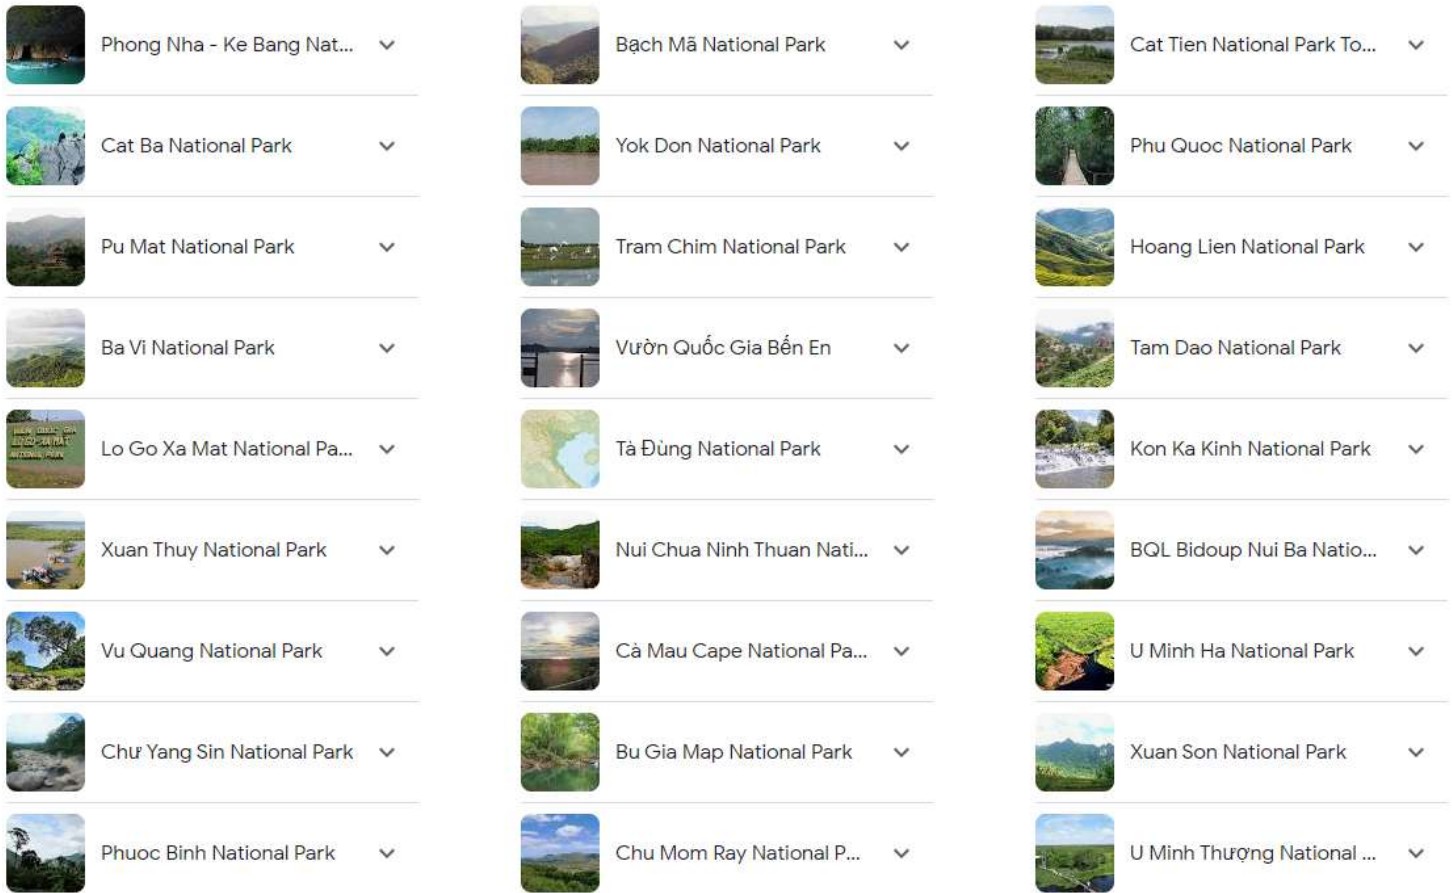 Phong Nha - Ke Bang Nat...
Bạch Mã National Park
Cat Tien National Park To...
Cat Ba National Park
Yok Don National Park
Phu Quoc National Park
Pu Mat National Park
Tram Chim National Park
Hoang Lien National Park
Ba Vi National Park
Vườn Quốc Gia Bến En
Tam Dao National Park
Lo Go Xa Mat National Pa...
Tà Đùng National Park
Kon Ka Kinh National Park
Xuan Thuy National Park
Nui Chua Ninh Thuan Nati...
BQL Bidoup Nui Ba Natio...
Vu Quang National Park
Cà Mau Cape National Pa...
U Minh Ha National Park
Chư Yang Sin National Park
Bu Gia Map National Park
Xuan Son National Park
Phuoc Binh National Park
Chu Mom Ray National P...
U Minh Thượng National ...